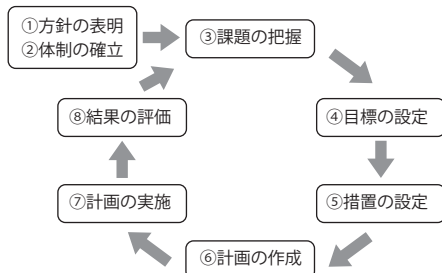 ①方針の表明
②体制の確立
③課題の把握
④目標の設定
⑤措置の設定
⑥計画の作成
⑦計画の実施
⑧結果の評価